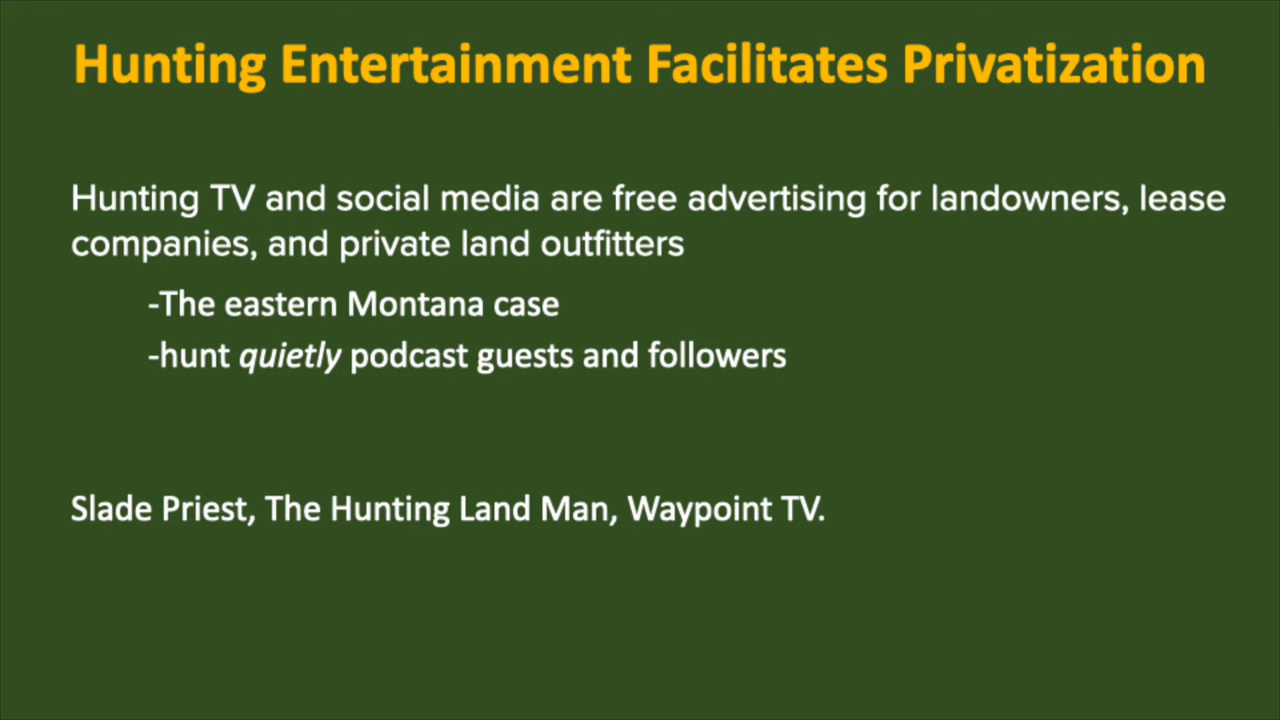 Hunting Entertainment Facilitates Privatization
Hunting TV and social media are free advertising for landowners, lease
companies, and private land outfitters
-The eastern Montana case
-hunt quietly podcast guests and followers
Slade Priest, The Hunting Land Man, Waypoint TV.